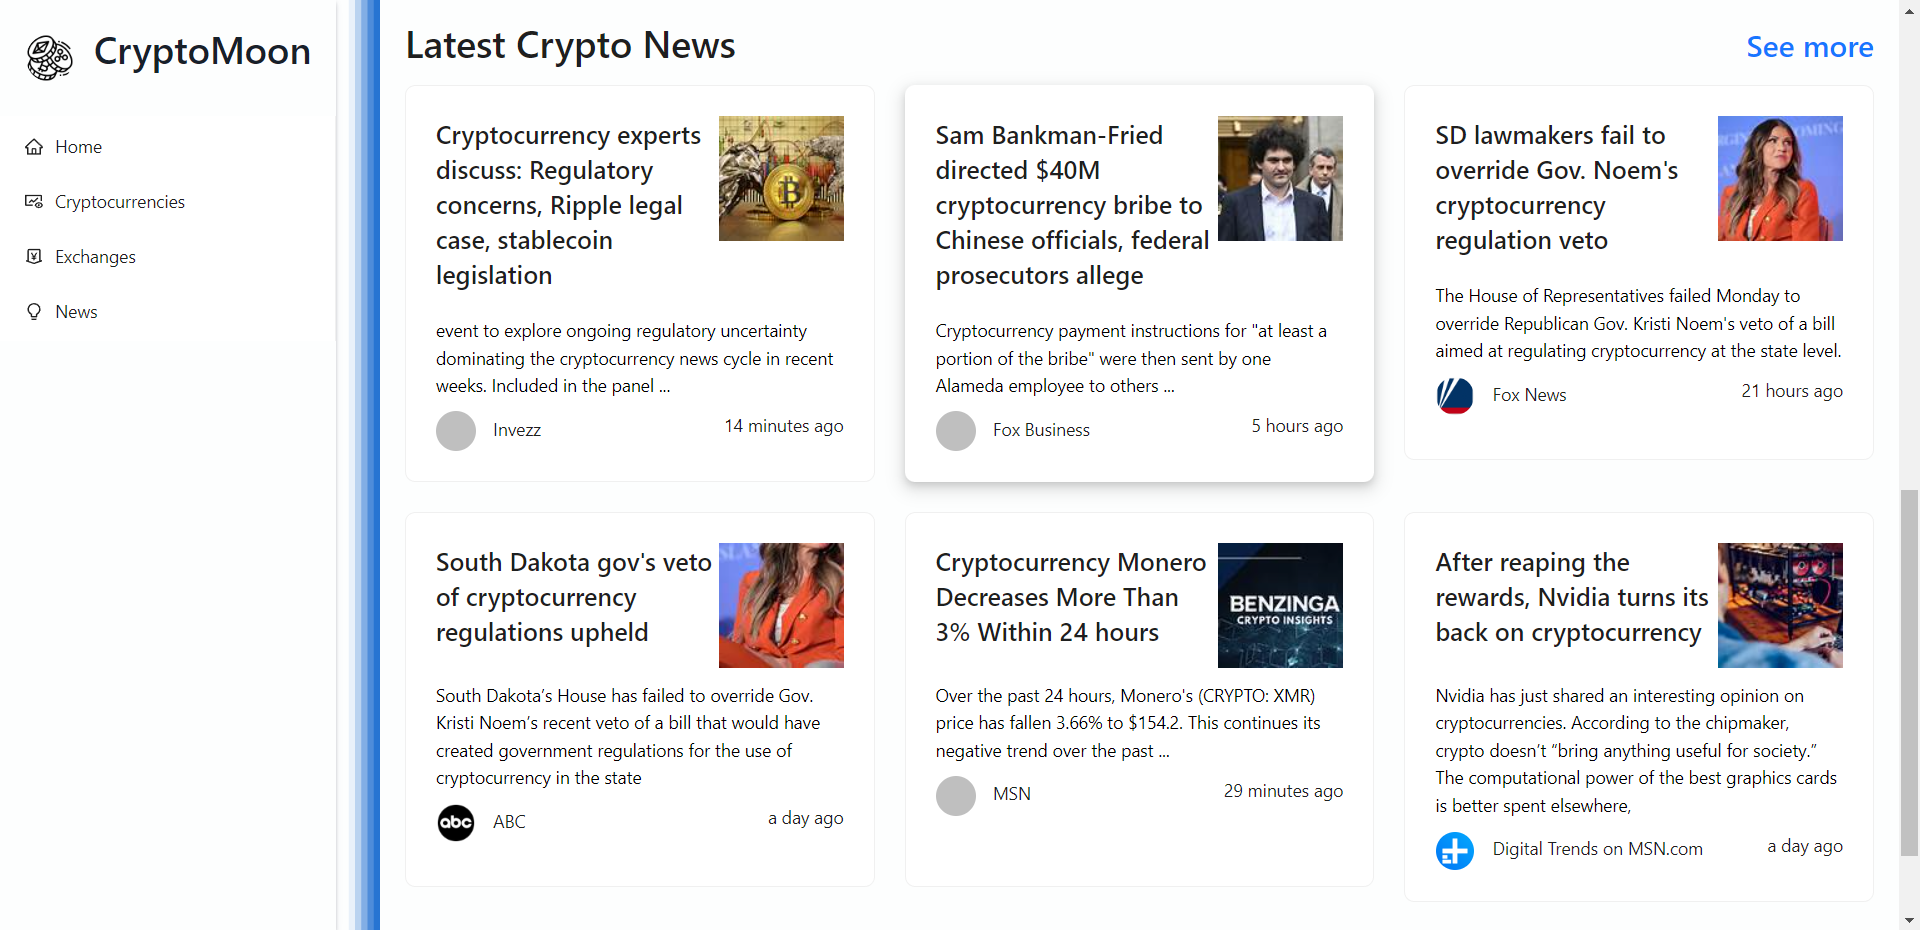 CryptoMoon
Home
Cryptocurrencies
Exchanges
News
Latest Crypto News
See more
Cryptocurrency experts
discuss: Regulatory
concerns, Ripple legal
case, stablecoin
legislation
event to explore ongoing regulatory uncertainty
dominating the cryptocurrency news cycle in recent
weeks. Included in the panel ...
Invezz
14 minutes ago
Sam Bankman-Fried
directed $40M
cryptocurrency bribe to
Chinese officials, federal
prosecutors allege
Cryptocurrency payment instructions for "at least a
portion of the bribe" were then sent by one
Alameda employee to others ...
Fox Business
5 hours ago
SD lawmakers fail to
override Gov. Noem's
cryptocurrency
regulation veto
The House of Representatives failed Monday to
override Republican Gov. Kristi Noem's veto of a bill
aimed at regulating cryptocurrency at the state level.
Fox News
21 hours ago
South Dakota gov's veto
of cryptocurrency
regulations upheld
South Dakota’s House has failed to override Gov.
Kristi Noem’s recent veto of a bill that would have
created government regulations for the use of
cryptocurrency in the state
abc
ABC
a day ago
Cryptocurrency Monero
Decreases More Than
3% Within 24 hours
BENZINGA
CRYPTO INSIGHTS
Over the past 24 hours, Monero's (CRYPTO: XMR)
price has fallen 3.66% to $154.2. This continues its
negative trend over the past ...
MSN
29 minutes ago
After reaping the
rewards, Nvidia turns its
back on cryptocurrency
Nvidia has just shared an interesting opinion on
cryptocurrencies. According to the chipmaker,
crypto doesn’t “bring anything useful for society.”
The computational power of the best graphics cards
is better spent elsewhere,
Digital Trends on MSN.com
a day ago